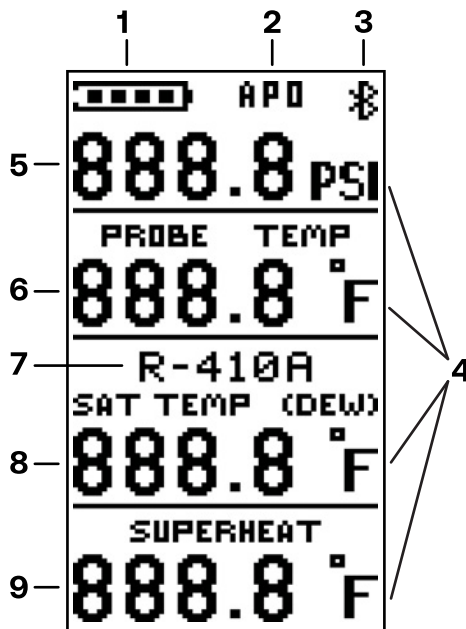 1 2 3
APO
5 888.8 PSI
PROBE TEMP
6 888.8 °F
7 R-410A 4
SAT TEMP (DEW)
8 888.8 °F
SUPERHEAT
9 888.8 °F